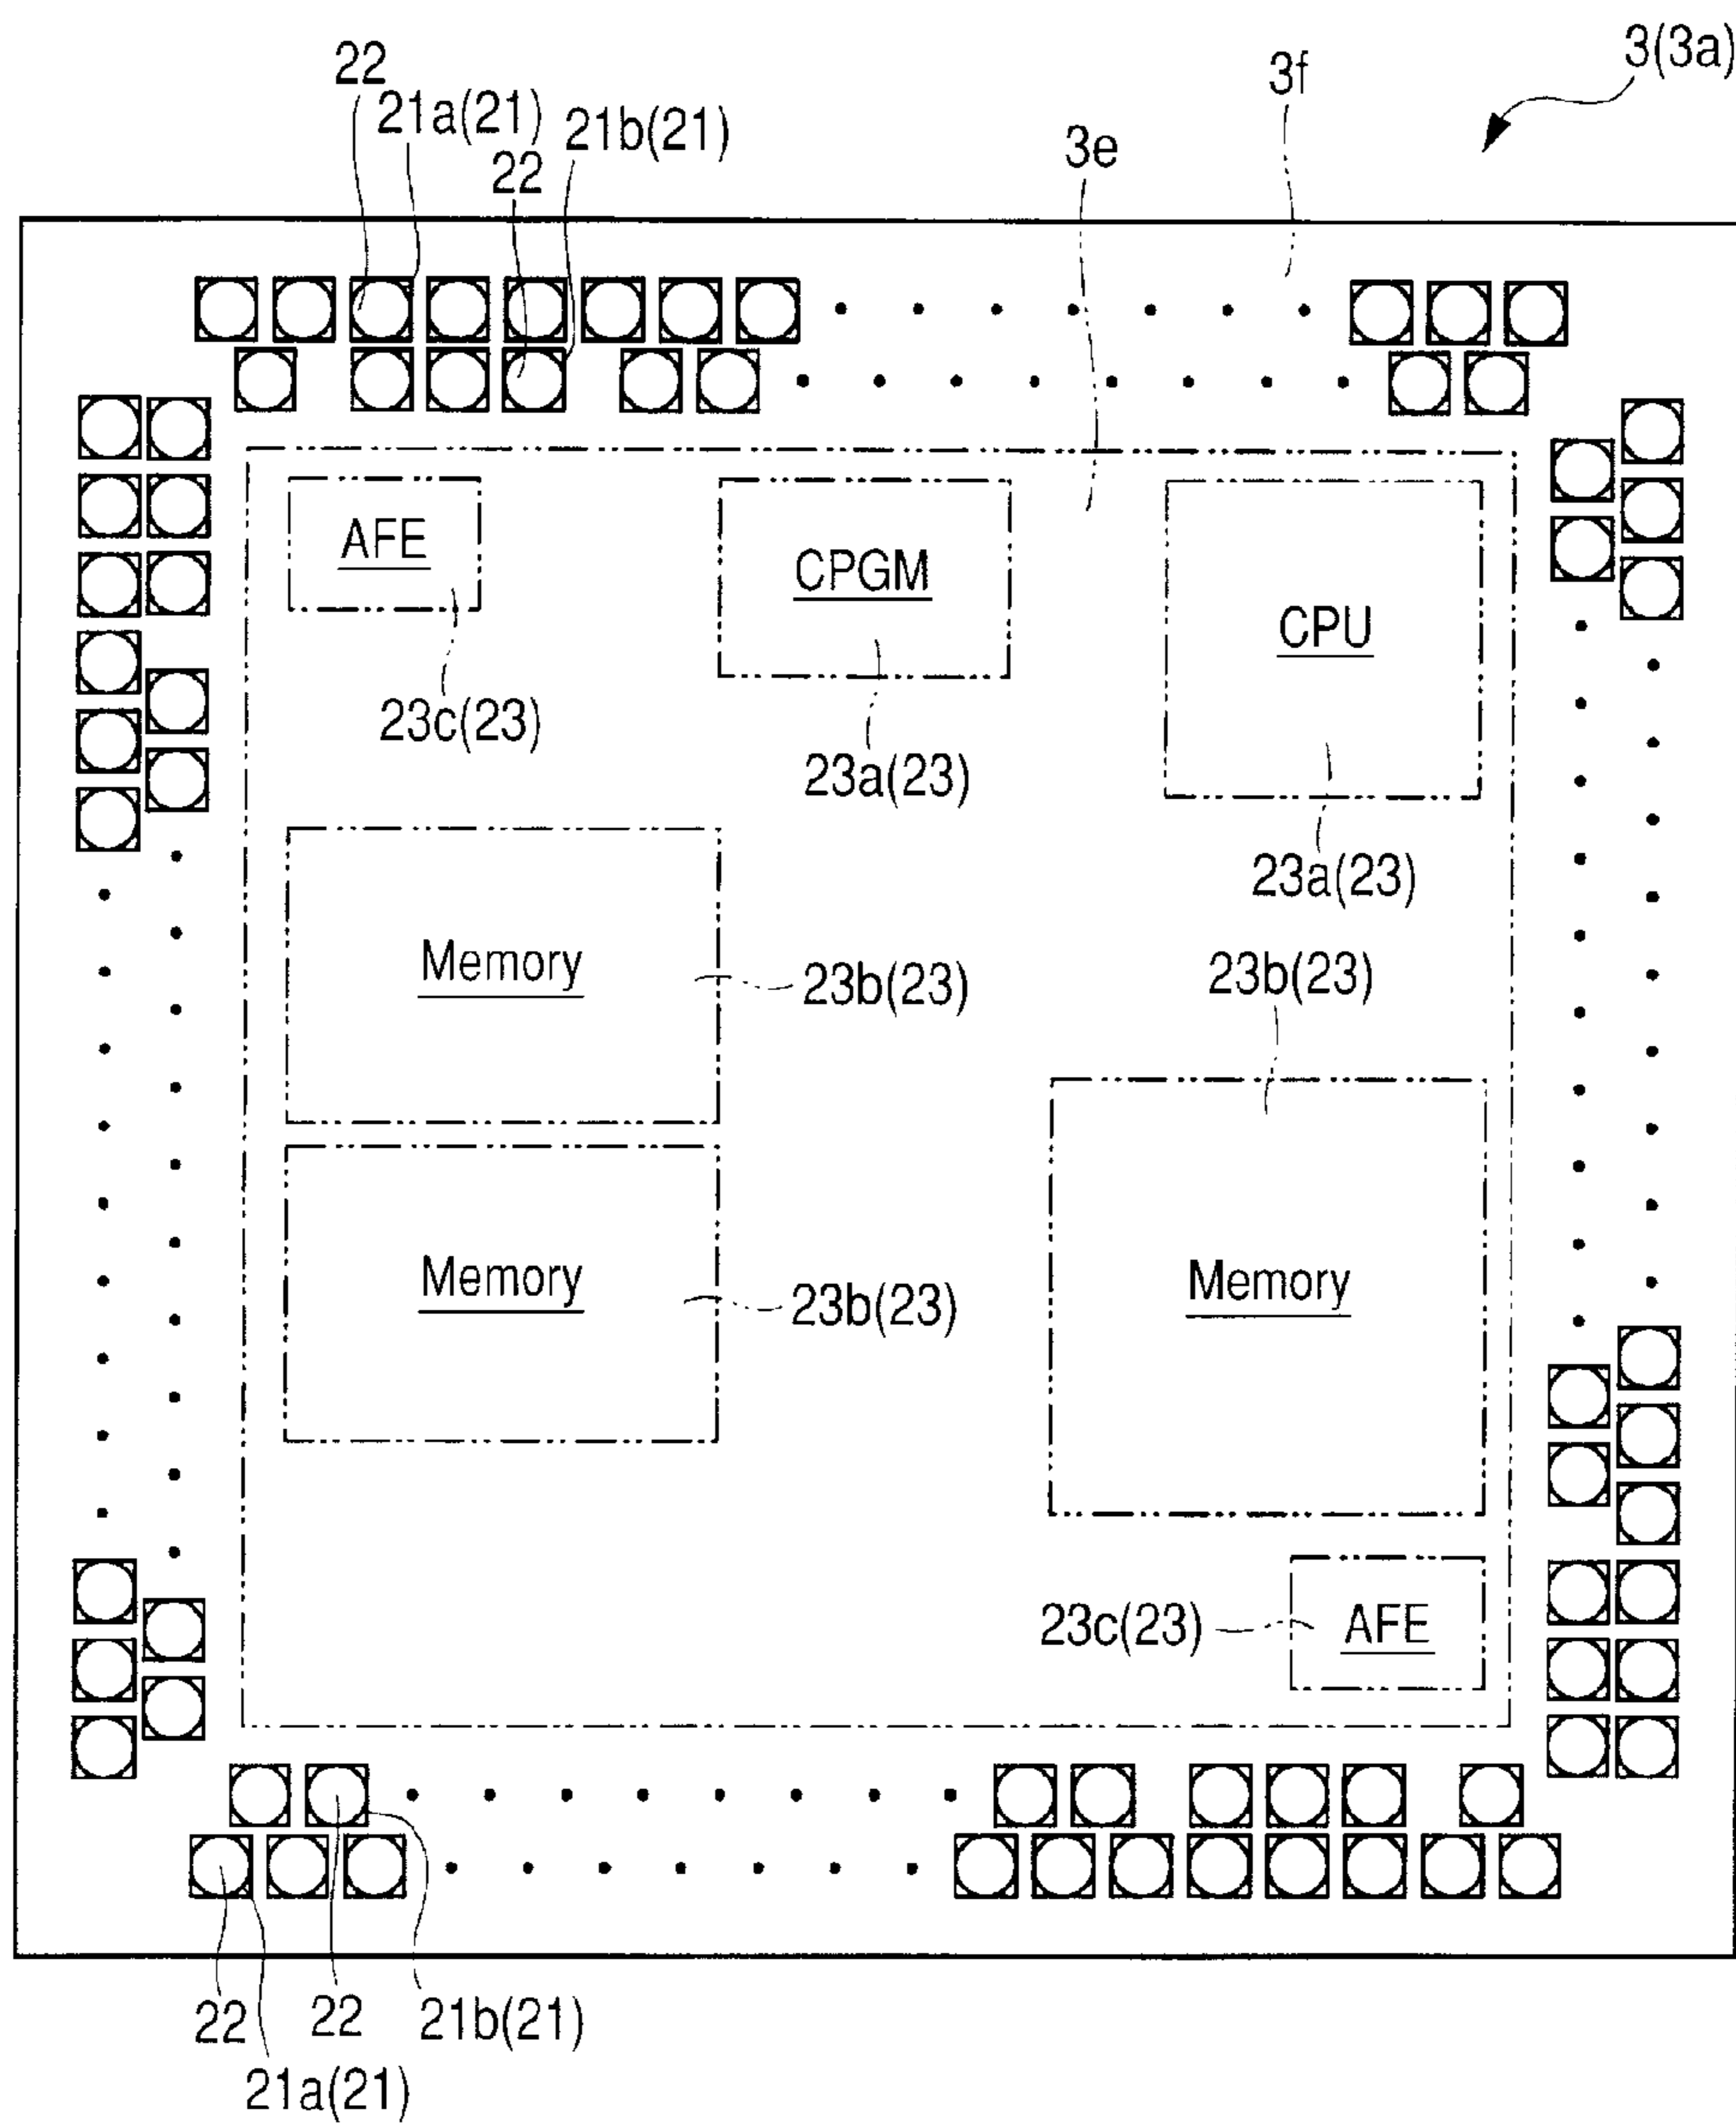 3(3a)
22
3f
21a(21)
21b(21)
3e
22
AFE
CPGM
CPU
23c(23)
23a(23)
23a(23)
Memory
23b(23)
23b(23)
Memory
23b(23)
Memory
23c(23)
AFE
22
22
21b(21)
21a(21)